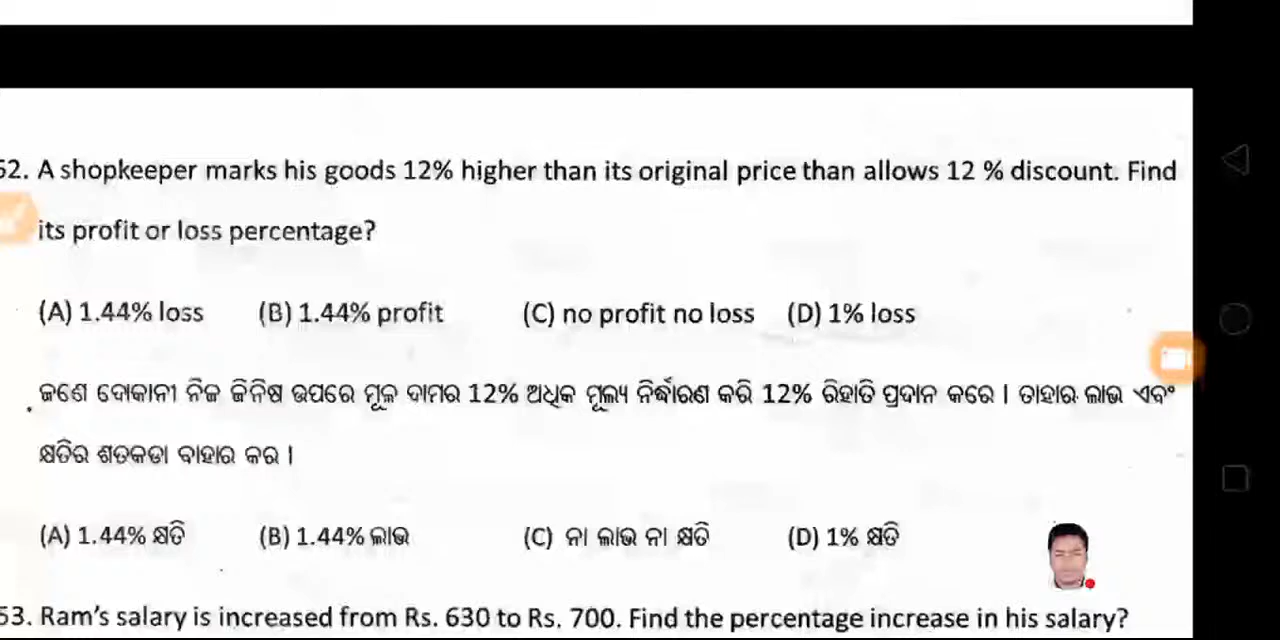 52. A shopkeeper marks his goods 12% higher than its original price than allows 12 % discount. Find
its profit or loss percentage?
(A) 1.44% loss (B) 1.44% profit (C) no profit no loss (D) 1% loss
ଜଣେ ଦୋକାନୀ ନିଜ ଜିନିଷ ଉପରେ ମୂଳ ଦାମର 12% ଅଧିକ ମୂଲ୍ୟ ନିର୍ଦ୍ଧାରଣ କରି 12% ରିହାତି ପ୍ରଦାନ କରେ । ତାହାର ଲାଭ ଏବଂ
କ୍ଷତିର ଶତକଡା ବାହାର କର ।
(A) 1.44% କ୍ଷତି (B) 1.44% ଲାଭ (C) ନା ଲାଭ ନା କ୍ଷତି (D) 1% କ୍ଷତି
53. Ram's salary is increased from Rs. 630 to Rs. 700. Find the percentage increase in his salary?